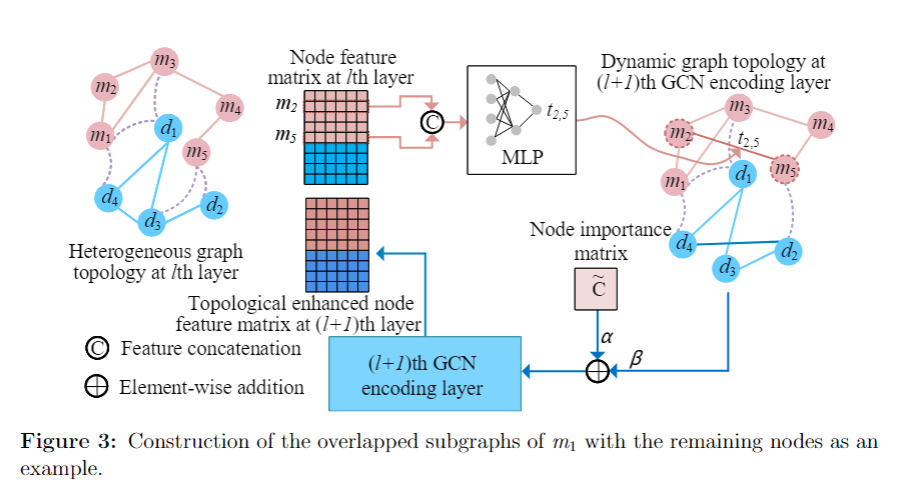 Node feature
matrix at lth layer
m₂
m₅
C
t₂,₅
MLP
Dynamic graph topology at
(l+1)th GCN encoding layer
m₃
m₂
m₁
m₄
m₅
d₁
d₄
d₃
d₂
Heterogeneous graph
topology at lth layer
m₃
m₂
m₄
t₂,₅
m₁
d₁
m₅
d₄
d₂
d₃
Node importance
matrix
C̃
α
β
Topological enhanced node
feature matrix at (l+1)th layer
(l+1)th GCN
encoding layer
C Feature concatenation
⊕ Element-wise addition
Figure 3: Construction of the overlapped subgraphs of m₁ with the remaining nodes as an
example.